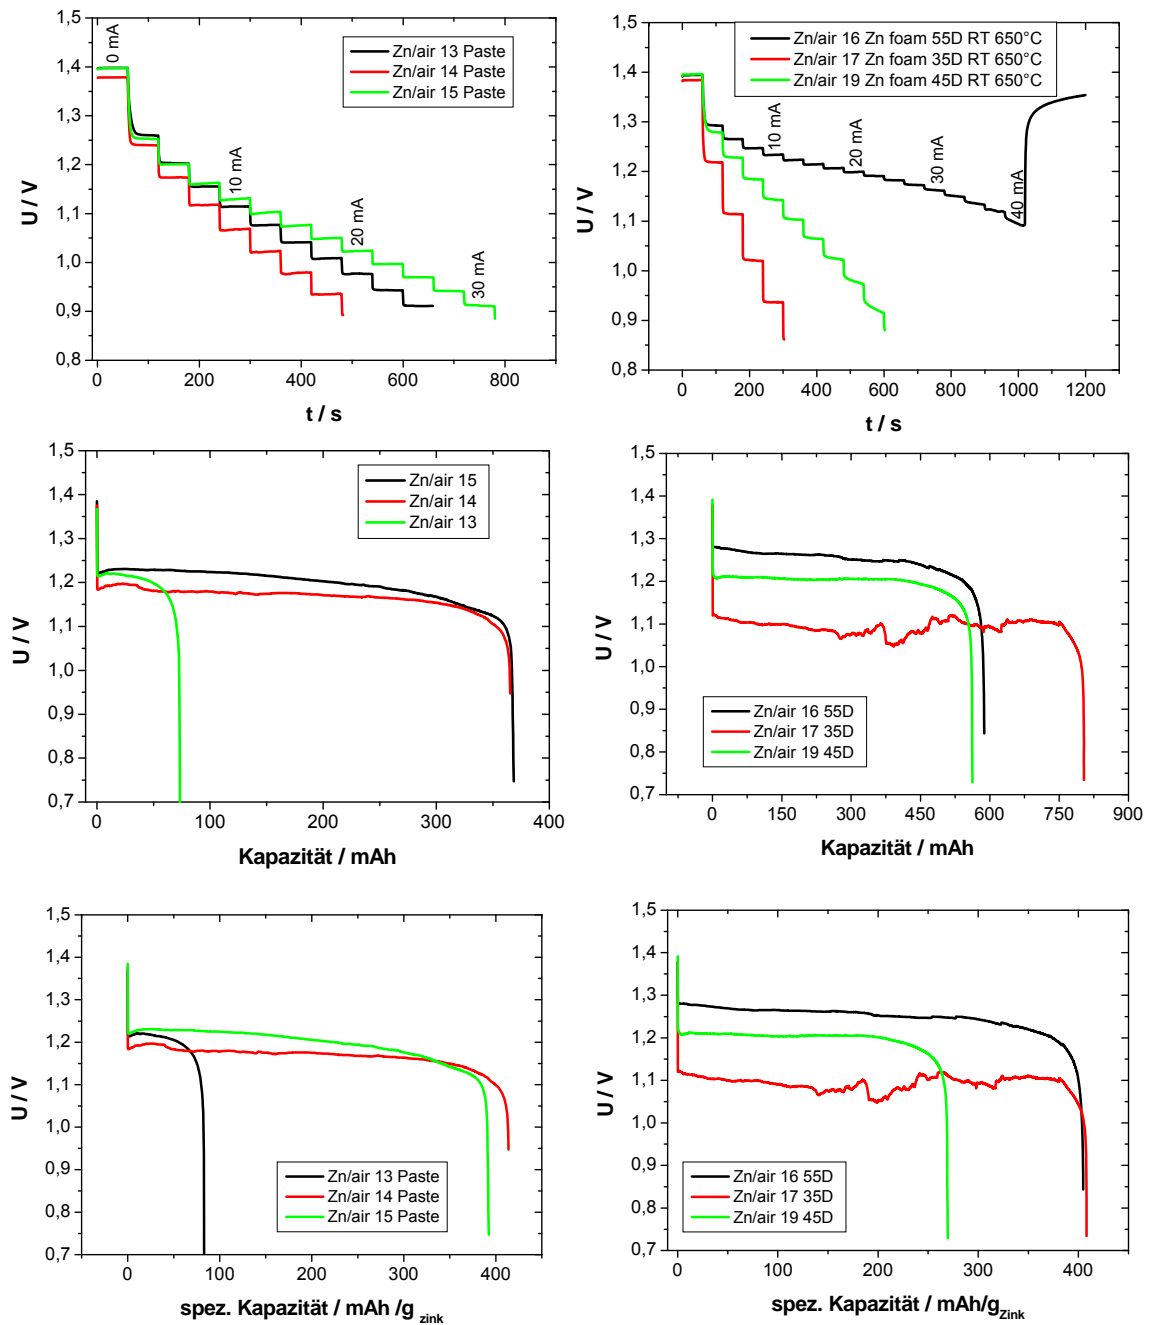 1,5
1,4
1,3
1,2
1,1
1,0
0,9
0,8
U / V
0 mA
10 mA
20 mA
30 mA
Zn/air 13 Paste
Zn/air 14 Paste
Zn/air 15 Paste
0
200
400
600
800
t / s
1,5
1,4
1,3
1,2
1,1
1,0
0,9
0,8
U / V
Zn/air 16 Zn foam 55D RT 650°C
Zn/air 17 Zn foam 35D RT 650°C
Zn/air 19 Zn foam 45D RT 650°C
10 mA
20 mA
30 mA
40 mA
0
200
400
600
800
1000
1200
t / s
1,5
1,4
1,3
1,2
1,1
1,0
0,9
0,8
0,7
U / V
Zn/air 15
Zn/air 14
Zn/air 13
0
100
200
300
400
Kapazität / mAh
1,5
1,4
1,3
1,2
1,1
1,0
0,9
0,8
0,7
U / V
Zn/air 16 55D
Zn/air 17 35D
Zn/air 19 45D
0
150
300
450
600
750
900
Kapazität / mAh
1,5
1,4
1,3
1,2
1,1
1,0
0,9
0,8
0,7
U / V
Zn/air 13 Paste
Zn/air 14 Paste
Zn/air 15 Paste
0
100
200
300
400
spez. Kapazität / mAh /g zink
1,5
1,4
1,3
1,2
1,1
1,0
0,9
0,8
0,7
U / V
Zn/air 16 55D
Zn/air 17 35D
Zn/air 19 45D
0
100
200
300
400
spez. Kapazität / mAh/gZink